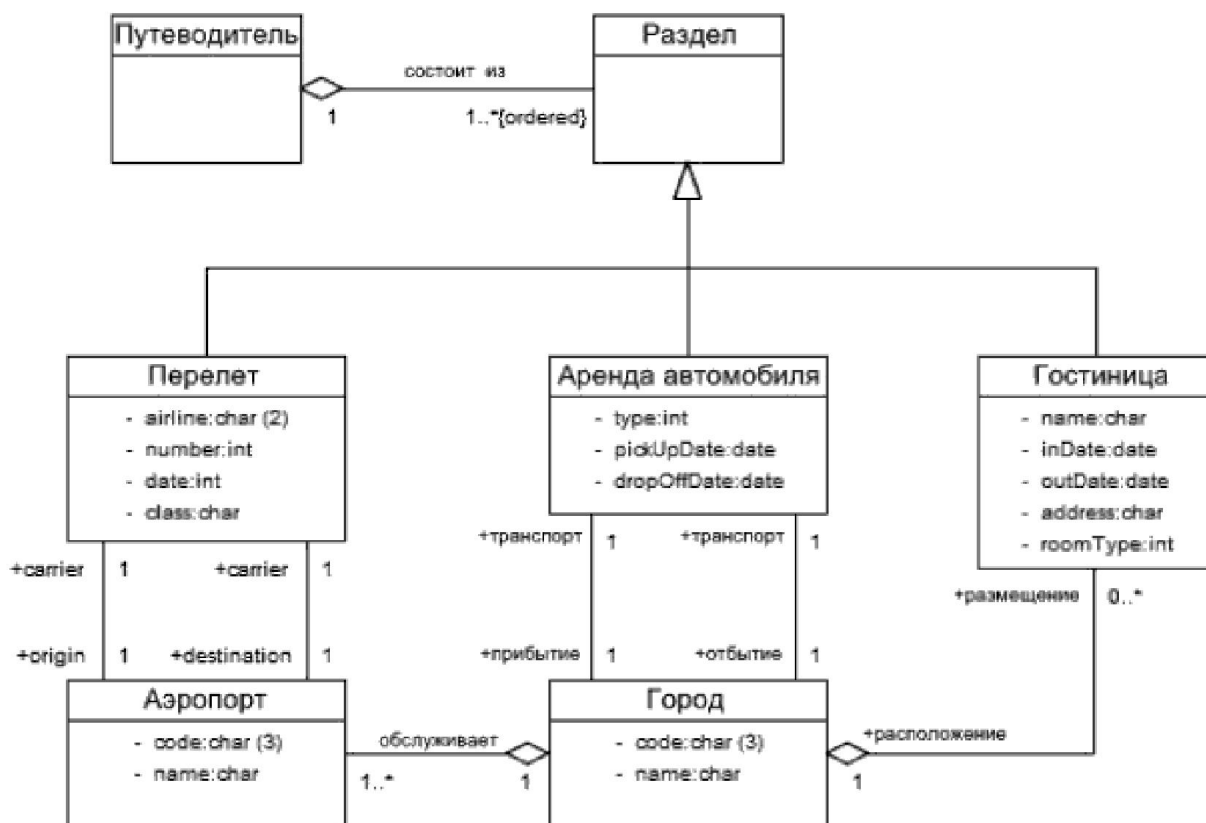 Путеводитель
Раздел
состоит из
1
1..*{ordered}
Перелет
- airline:char (2)
- number:int
- date:int
- class:char
Аренда автомобиля
- type:int
- pickUpDate:date
- dropOffDate:date
Гостиница
- name:char
- inDate:date
- outDate:date
- address:char
- roomType:int
+carrier 1 +carrier 1
+origin 1 +destination 1
+транспорт 1 +транспорт 1
+прибытие 1 +отбытие 1
+размещение 0..*
Аэропорт
- code:char (3)
- name:char
обслуживает
1..* 1
Город
- code:char (3)
- name:char
+расположение
1